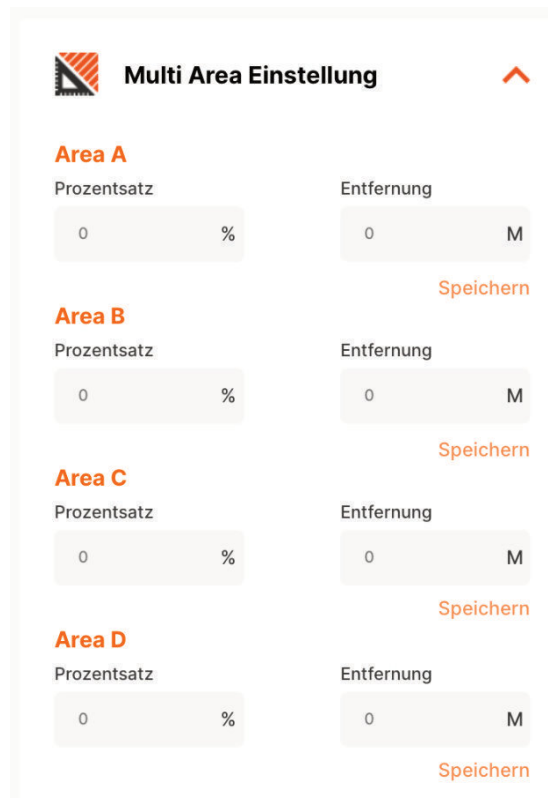 Multi Area Einstellung
Area A
Prozentsatz Entfernung
0 % 0 M
Speichern
Area B
Prozentsatz Entfernung
0 % 0 M
Speichern
Area C
Prozentsatz Entfernung
0 % 0 M
Speichern
Area D
Prozentsatz Entfernung
0 % 0 M
Speichern